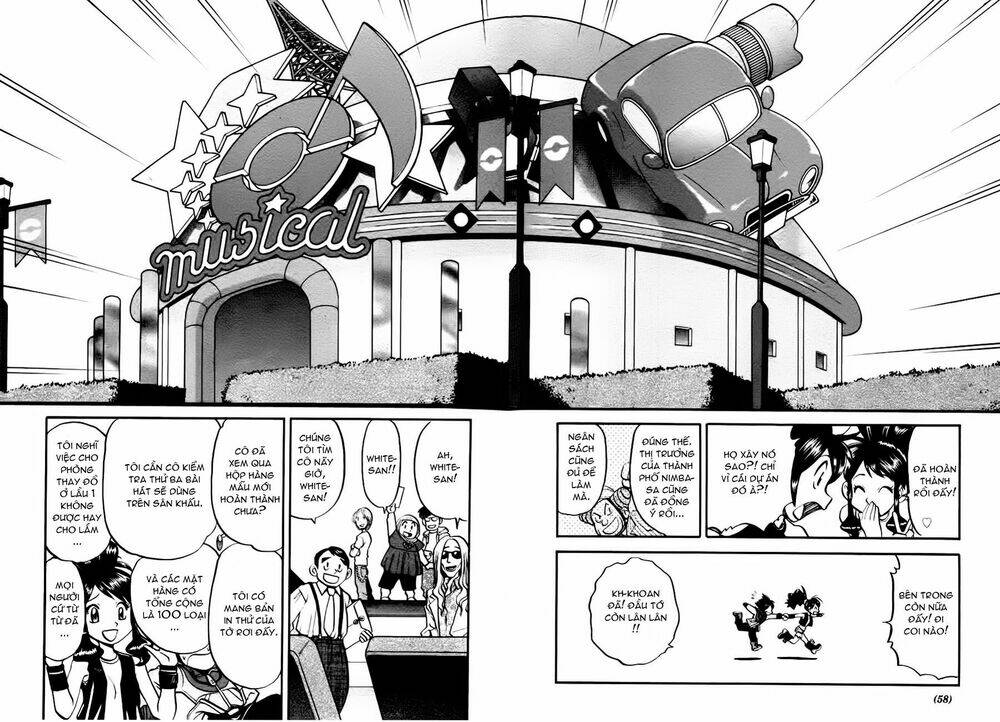 musical
ĐÃ HOÀN
THÀNH
RỒI ĐẤY!
HỌ XÂY NÓ
SAO?! CHỈ
VÌ CÁI DỰ ÁN
ĐÓ À?!
ĐÚNG THẾ.
THỊ TRƯỞNG
CỦA THÀNH
PHỐ NIMBA-
SA CŨNG
ĐÃ ĐỒNG
Ý RỒI...
NGÂN
SÁCH
CŨNG
ĐỦ ĐỂ
LÀM
MÀ.
BÊN TRONG
CÒN NỮA
ĐẤY! ĐI
COI NÀO!
KH-KHOAN
ĐÃ! ĐẦU TỚ
CÒN LÂN LÂN
!!
(58)
AH,
WHITE-
SAN!
WHITE-
SAN!!
CHÚNG
TÔI TÌM
CÔ NÃY
GIỜ,
WHITE-
SAN!
CÔ ĐÃ
XEM QUA
HỘP HÀNG
MẪU MỚI
HOÀN THÀNH
CHƯA?
TÔI CẦN CÔ KIỂM
TRA THỬ BA BÀI
HÁT SẼ DÙNG
TRÊN SÂN KHẤU.
TÔI NGHĨ
VIỆC CHO
PHÒNG
THAY ĐỒ
Ở LẦU 1
KHÔNG
ĐƯỢC HAY
CHO LẮM
...
TÔI CÓ
MANG BẢN
IN THỬ CỦA
TỜ RƠI ĐẤY.
VÀ CÁC MẶT
HÀNG CÓ
TỔNG CỘNG
LÀ 100 LOẠI
...
MỌI
NGƯỜI
CỨ TỪ
TỪ ĐÃ
...